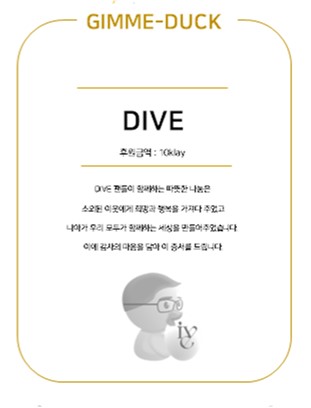 GIMME-DUCK
DIVE
후원금액 : 10klay
DIVE 팬들이 함께하는 따뜻한 나눔은
소외된 이웃에게 희망과 행복을 가져다 주었고
나아가 우리 모두가 함께하는 세상을 만들어주었습니다.
이에 감사의 마음을 담아 이 증서를 드립니다.
ive